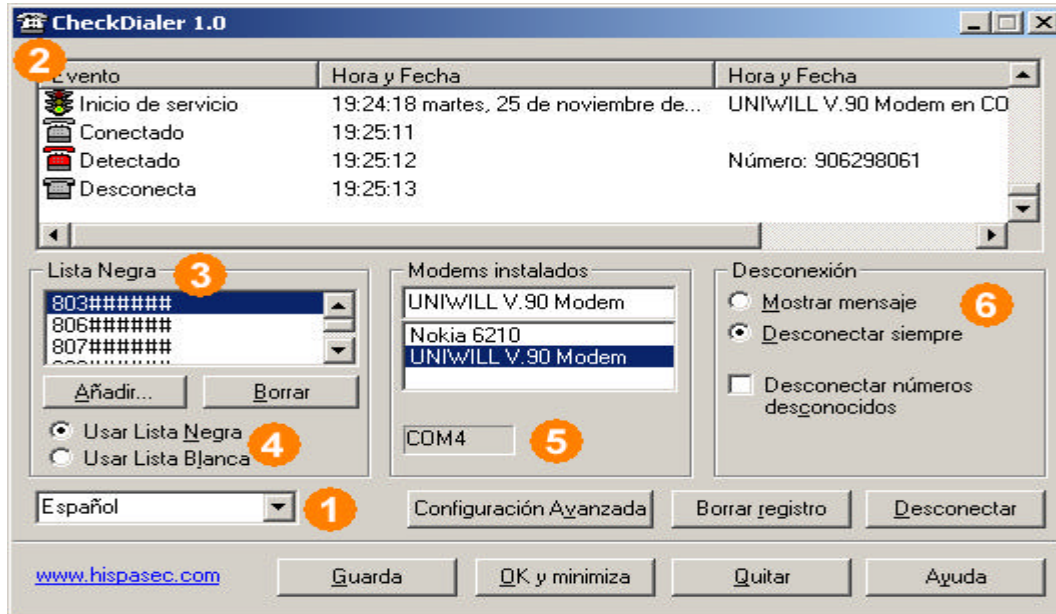 CheckDialer 1.0
2
Evento Hora y Fecha Hora y Fecha
Inicio de servicio 19:24:18 martes, 25 de noviembre de... UNIWILL V.90 Modem en CO
Conectado 19:25:11
Detectado 19:25:12 Número: 906298061
Desconecta 19:25:13
Lista Negra 3 Modems instalados Desconexión
803###### UNIWILL V.90 Modem Mostrar mensaje 6
806###### Nokia 6210 Desconectar siempre
807###### UNIWILL V.90 Modem
Añadir... Borrar Desconectar números
desconocidos
Usar Lista Negra 4 COM4 5
Usar Lista Blanca
Español 1 Configuración Avanzada Borrar registro Desconectar
www.hispasec.com Guarda OK y minimiza Quitar Ayuda